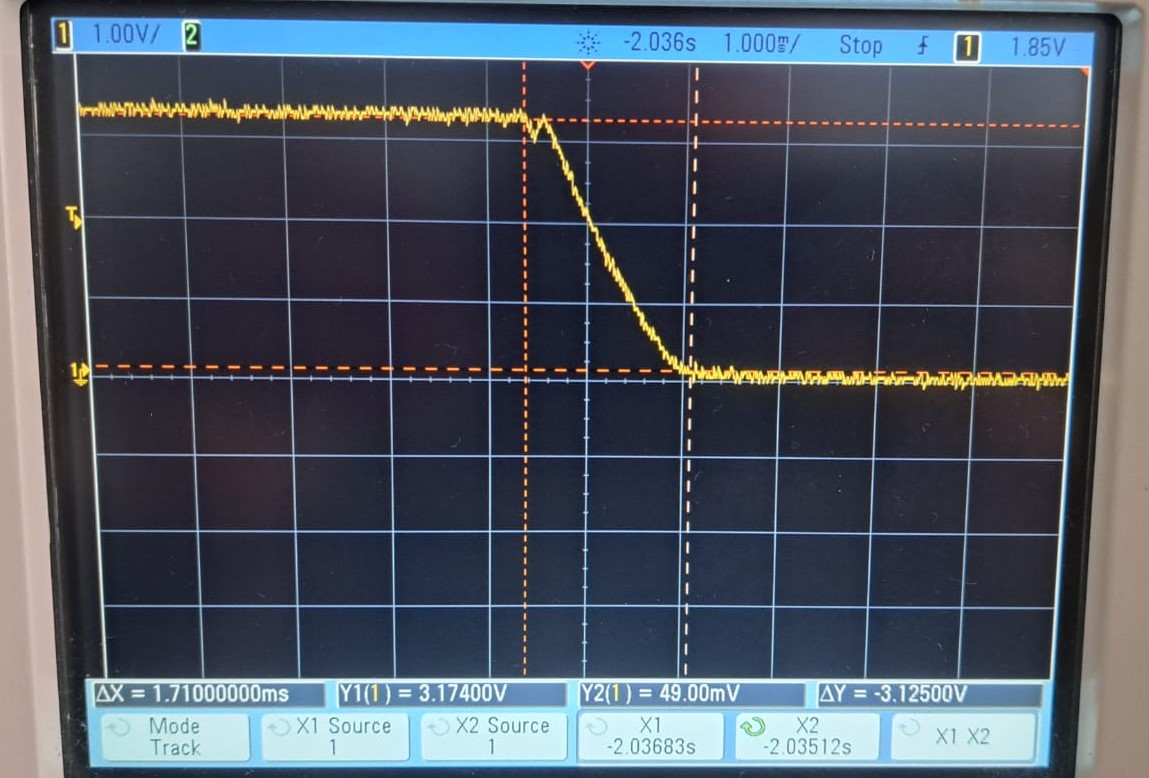 1 1.00V/ 2 -2.036s 1.000ms/ Stop 1 1.85V
T
1
ΔX = 1.71000000ms Y1(1) = 3.17400V Y2(1) = 49.00mV ΔY = -3.12500V
Mode X1 Source X2 Source X1 X2 X1 X2
Track 1 1 -2.03683s -2.03512s